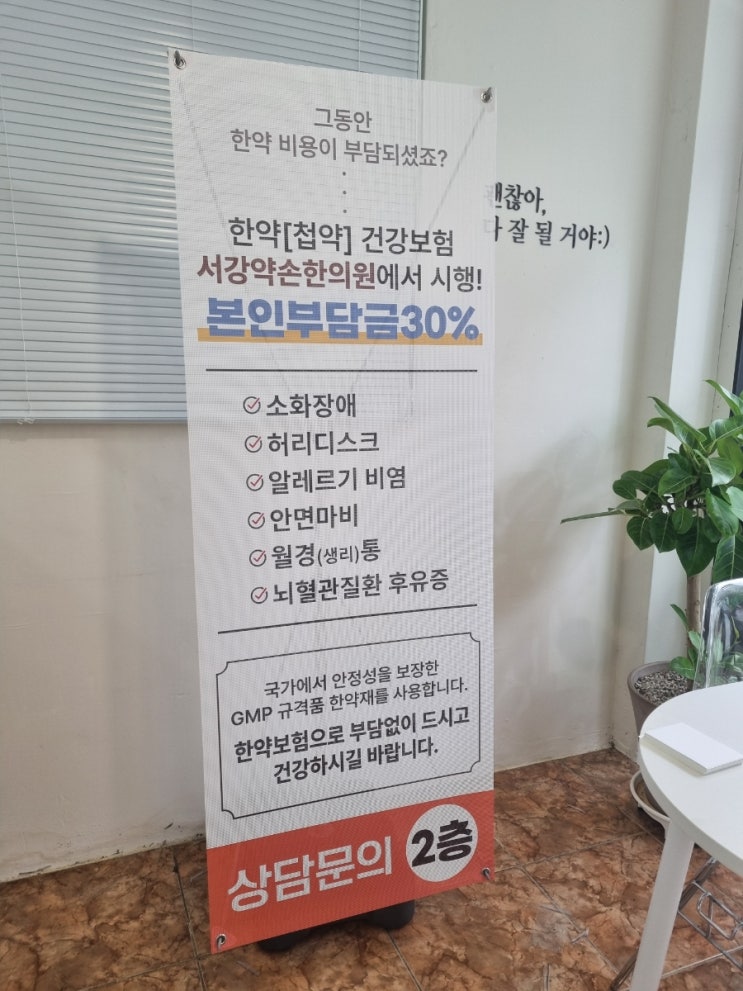 그동안
한약 비용이 부담되셨죠?
한약[첩약] 건강보험
서강약손한의원에서 시행!
본인부담금30%
소화장애
허리디스크
알레르기 비염
안면마비
월경(생리)통
뇌혈관질환 후유증
국가에서 안정성을 보장한
GMP 규격품 한약재를 사용합니다.
한약보험으로 부담없이 드시고
건강하시길 바랍니다.
상담문의 2층
괜찮아,
다 잘 될 거야:)